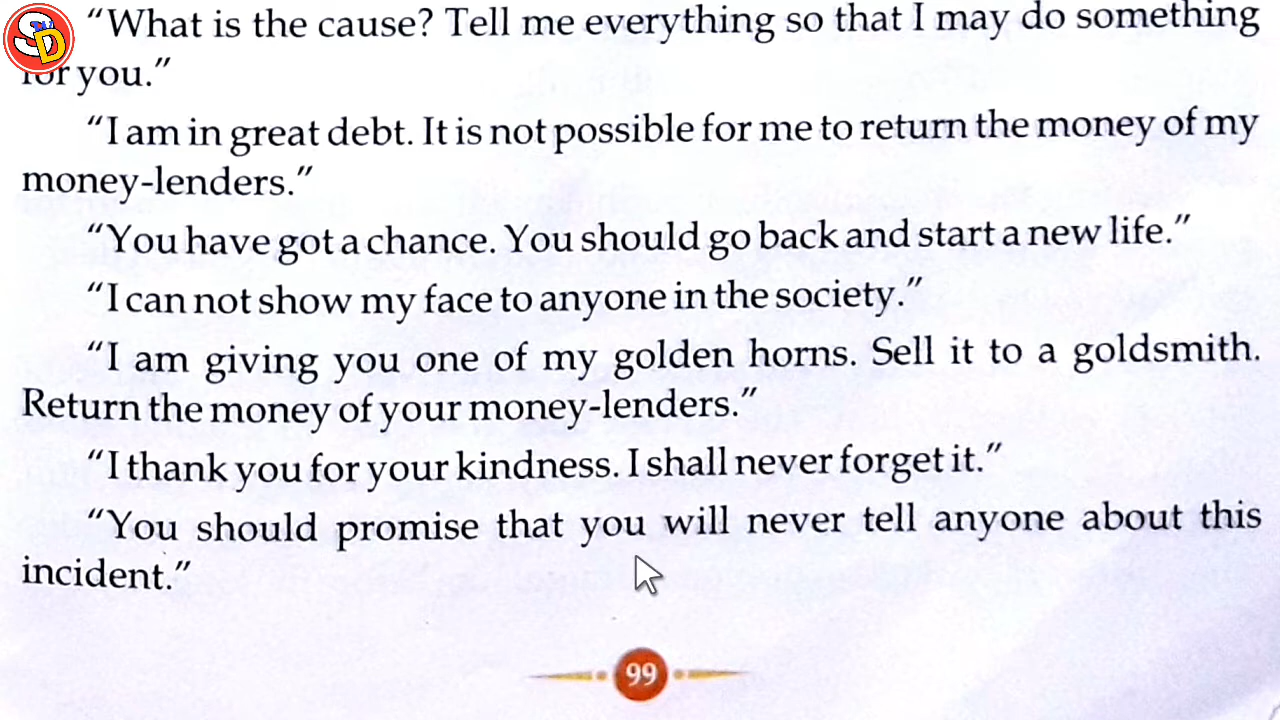 “What is the cause? Tell me everything so that I may do something
for you.”
“I am in great debt. It is not possible for me to return the money of my
money-lenders.”
“You have got a chance. You should go back and start a new life.”
“I can not show my face to anyone in the society.”
“I am giving you one of my golden horns. Sell it to a goldsmith.
Return the money of your money-lenders.”
“I thank you for your kindness. I shall never forget it.”
“You should promise that you will never tell anyone about this
incident.”
99